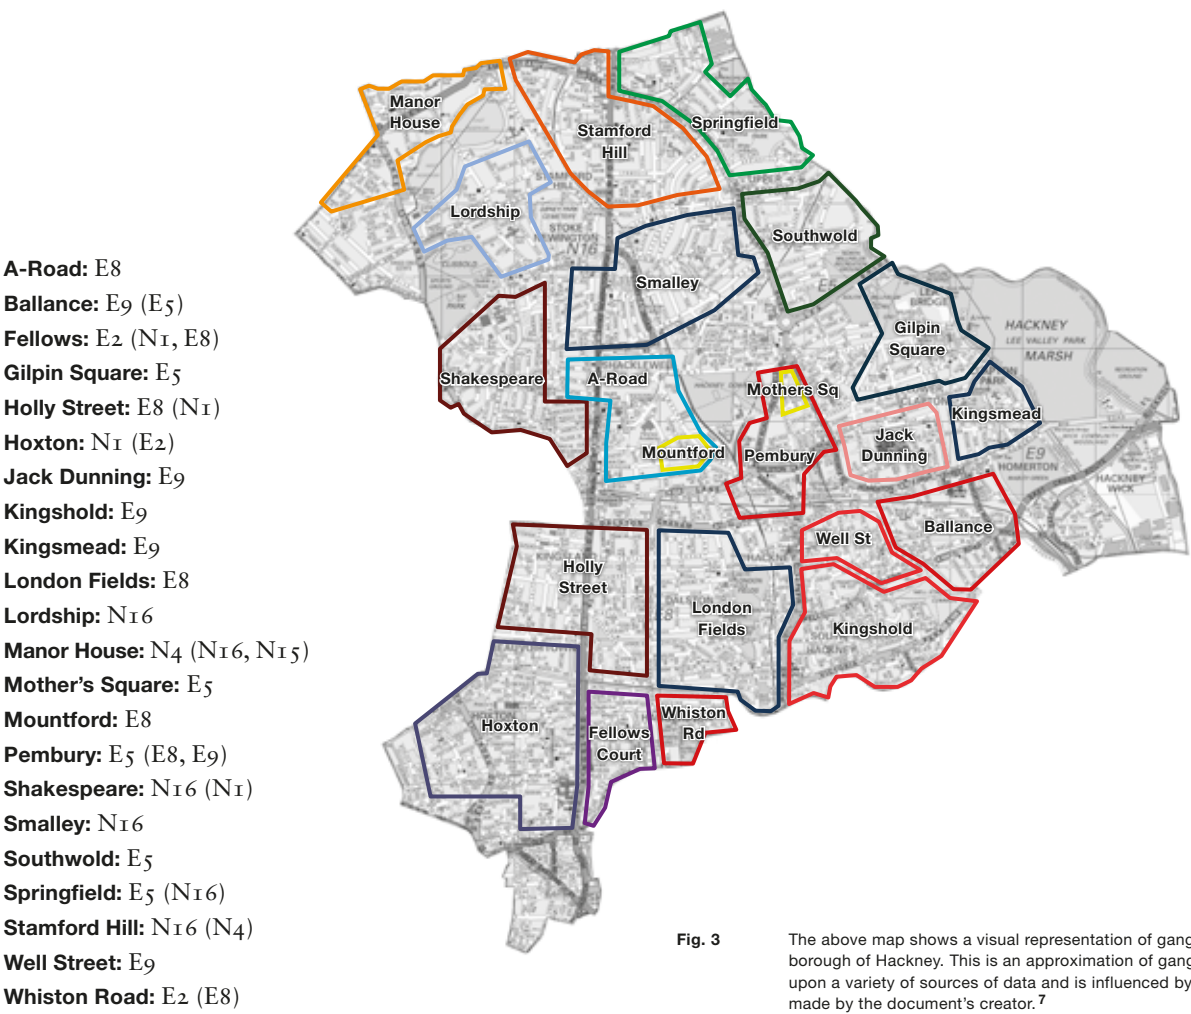 A-Road: E8
Ballance: E9 (E5)
Fellows: E2 (N1, E8)
Gilpin Square: E5
Holly Street: E8 (N1)
Hoxton: N1 (E2)
Jack Dunning: E9
Kingshold: E9
Kingsmead: E9
London Fields: E8
Lordship: N16
Manor House: N4 (N16, N15)
Mother's Square: E5
Mountford: E8
Pembury: E5 (E8, E9)
Shakespeare: N16 (N1)
Smalley: N16
Southwold: E5
Springfield: E5 (N16)
Stamford Hill: N16 (N4)
Well Street: E9
Whiston Road: E2 (E8)
Manor
House
Stamford
Hill
Springfield
Lordship
STAMFORD
HILL
STOKE
NEWINGTON
N16
Southwold
Smalley
Gilpin
Square
HACKNEY
LEE VALLEY PARK
MARSH
Shakespeare
A-Road
Mothers Sq
Kingsmead
Mountford
Pembury
Jack
Dunning
E9
HOMERTON
HACKNEY
WICK
Ballance
Well St
Holly
Street
London
Fields
Kingshold
Hoxton
Fellows
Court
Whiston
Rd
Fig. 3
The above map shows a visual representation of gang
borough of Hackney. This is an approximation of gang
upon a variety of sources of data and is influenced by
made by the document's creator. 7